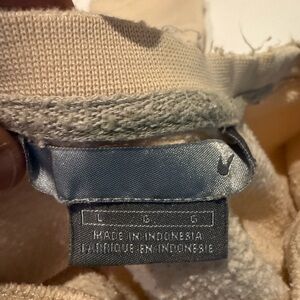 L G G
MADE IN INDONESIA
FABRIQUE EN INDONESIE